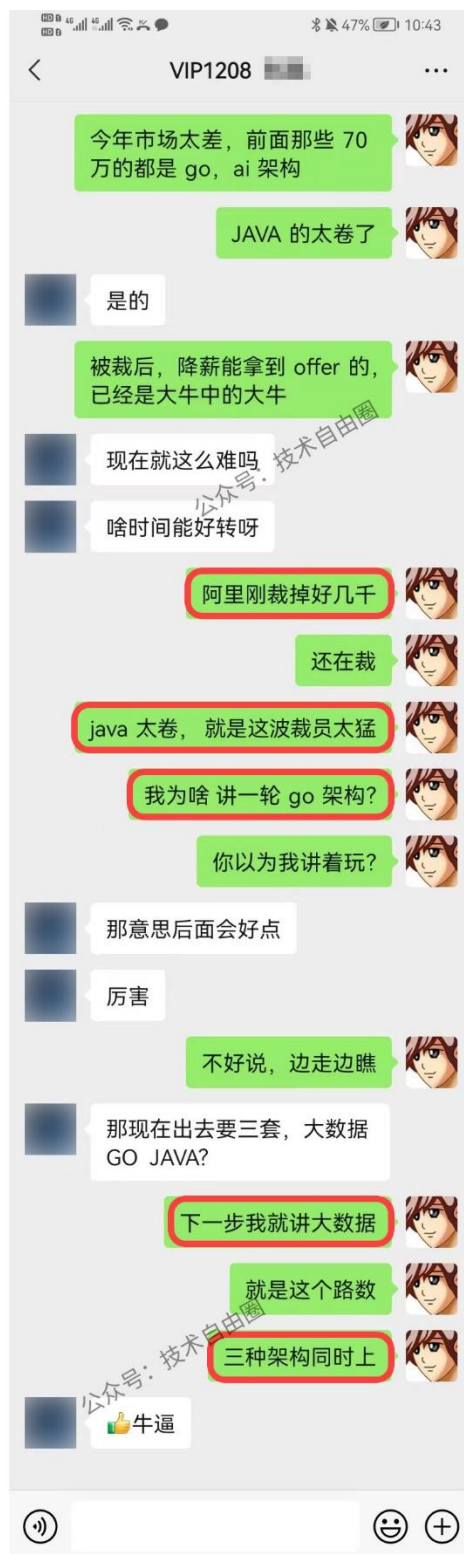 HD 46 46 47% 10:43
HD 2
VIP1208
今年市场太差，前面那些 70
万的都是 go，ai 架构
JAVA 的太卷了
是的
被裁后，降薪能拿到 offer 的，
已经是大牛中的大牛
现在就这么难吗
公众号：技术自由圈
啥时间能好转呀
阿里刚裁掉好几千
还在裁
java 太卷， 就是这波裁员太猛
我为啥 讲一轮 go 架构？
你以为我讲着玩？
那意思后面会好点
厉害
不好说，边走边瞧
那现在出去要三套，大数据
GO JAVA?
下一步我就讲大数据
就是这个路数
公众号：技术自由圈
三种架构同时上
👍牛逼